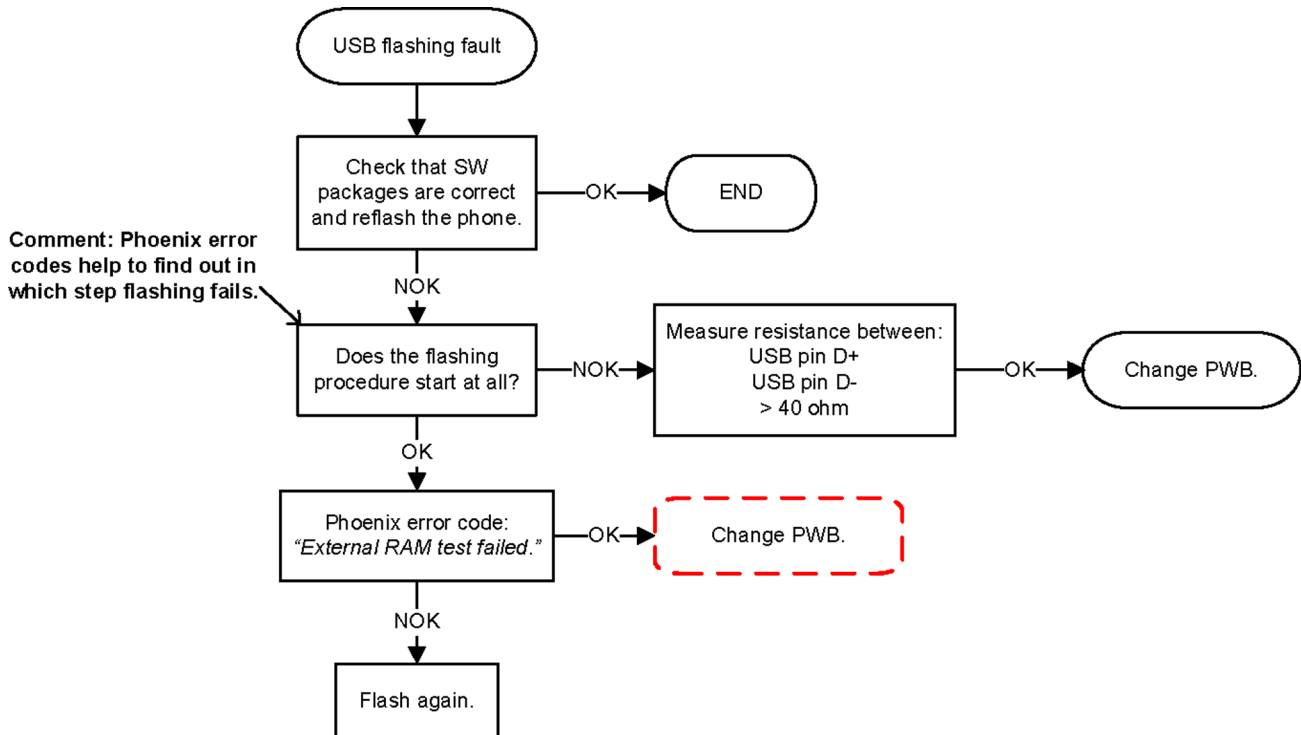 USB flashing fault
Check that SW
packages are correct
and reflash the phone.
OK
END
Comment: Phoenix error
codes help to find out in
which step flashing fails.
NOK
Does the flashing
procedure start at all?
NOK
Measure resistance between:
USB pin D+
USB pin D-
> 40 ohm
OK
Change PWB.
OK
Phoenix error code:
“External RAM test failed.”
OK
Change PWB.
NOK
Flash again.